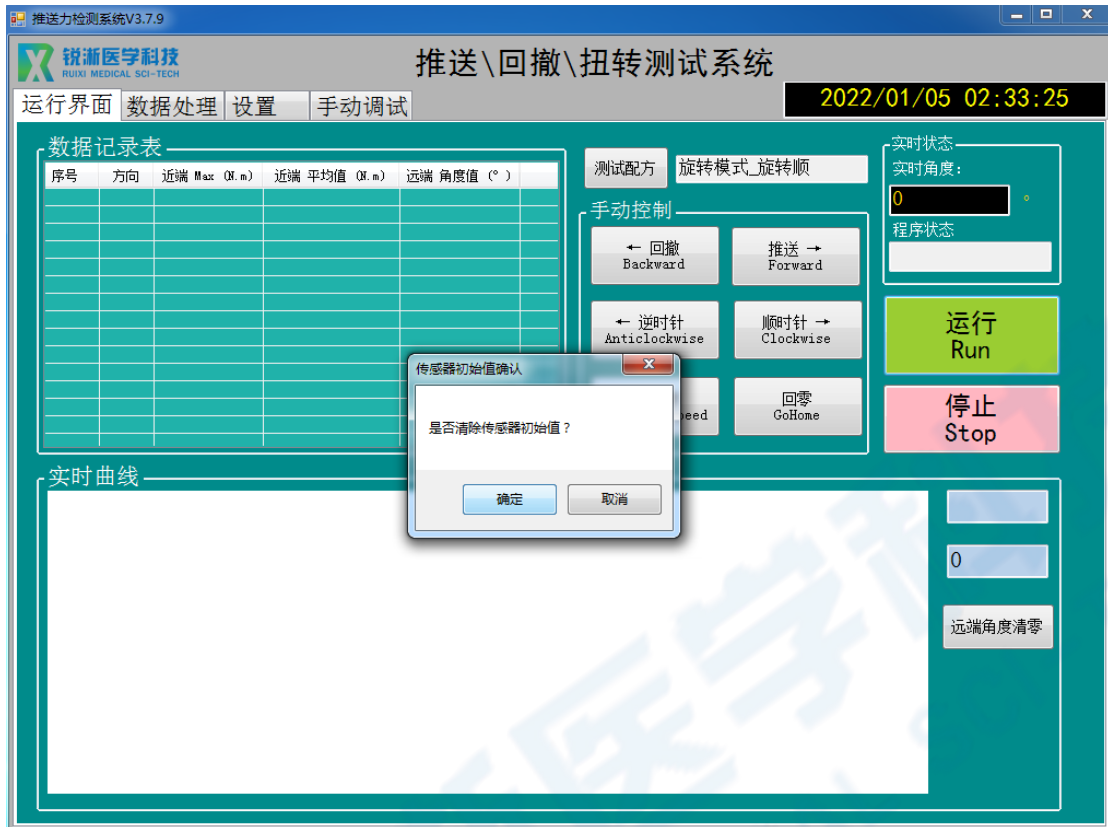 推送力检测系统V3.7.9
锐淅医学科技
RUIXI MEDICAL SCI-TECH
推送\回撤\扭转测试系统
2022/01/05 02:33:25
运行界面 数据处理 设置 手动调试
数据记录表
序号 方向 近端 Max (N.m) 近端 平均值 (N.m) 远端 角度值 (°)
测试配方 旋转模式_旋转顺
手动控制
← 回撤
Backward
推送 →
Forward
← 逆时针
Anticlockwise
顺时针 →
Clockwise
回零
GoHome
实时状态
实时角度:
0 °
程序状态
运行
Run
停止
Stop
传感器初始值确认
是否清除传感器初始值?
确定 取消
实时曲线
0
远端角度清零